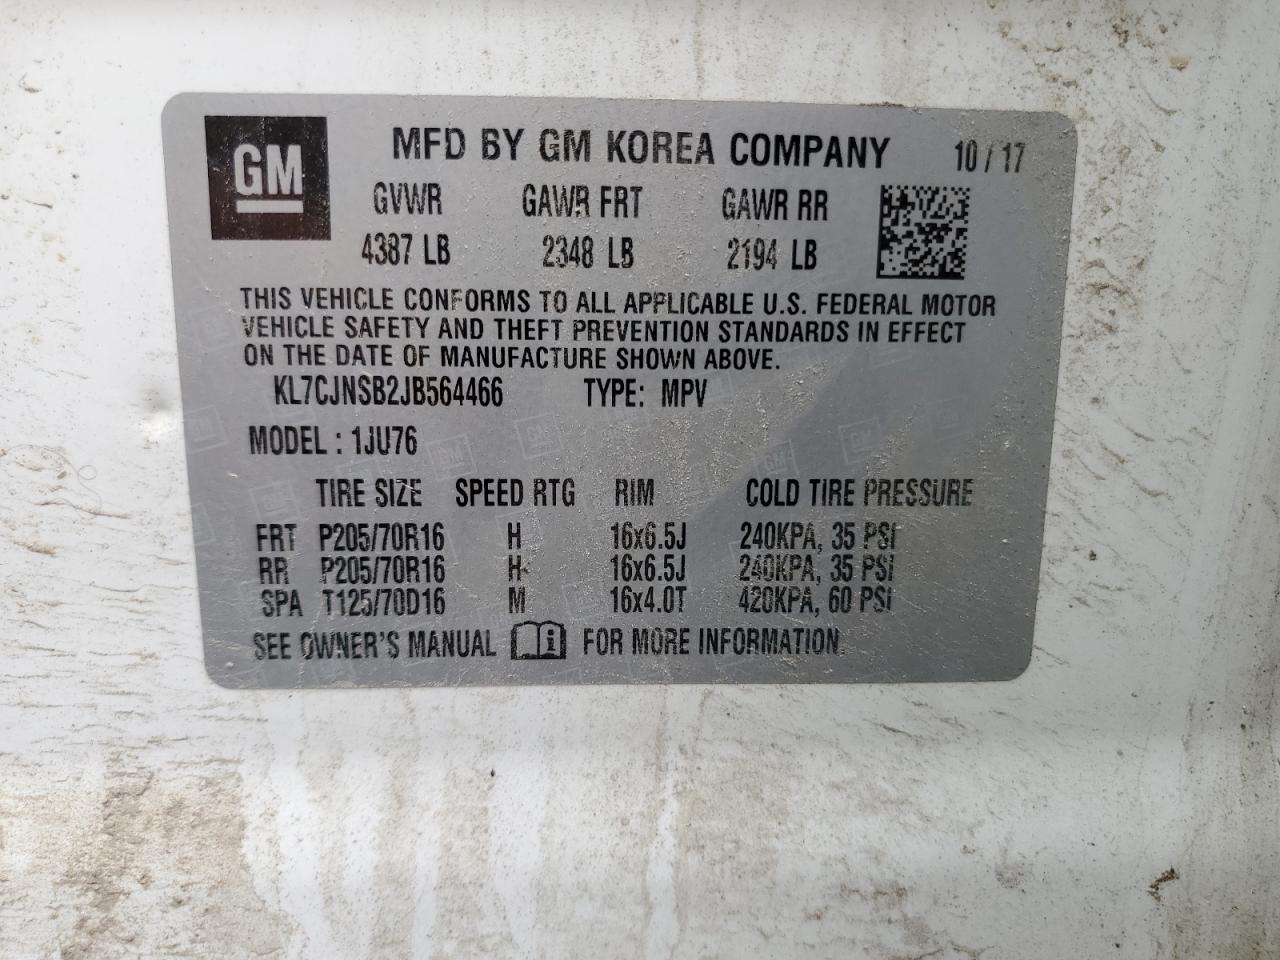 GM
MFD BY GM KOREA COMPANY 10 / 17
GVWR GAWR FRT GAWR RR
4387 LB 2348 LB 2194 LB
THIS VEHICLE CONFORMS TO ALL APPLICABLE U.S. FEDERAL MOTOR
VEHICLE SAFETY AND THEFT PREVENTION STANDARDS IN EFFECT
ON THE DATE OF MANUFACTURE SHOWN ABOVE.
KL7CJNSB2JB564466 TYPE: MPV
MODEL : 1JU76
TIRE SIZE SPEED RTG RIM COLD TIRE PRESSURE
FRT P205/70R16 H 16x6.5J 240KPA, 35 PSI
RR P205/70R16 H 16x6.5J 240KPA, 35 PSI
SPA T125/70D16 M 16x4.0T 420KPA, 60 PSI
SEE OWNER'S MANUAL i FOR MORE INFORMATION.